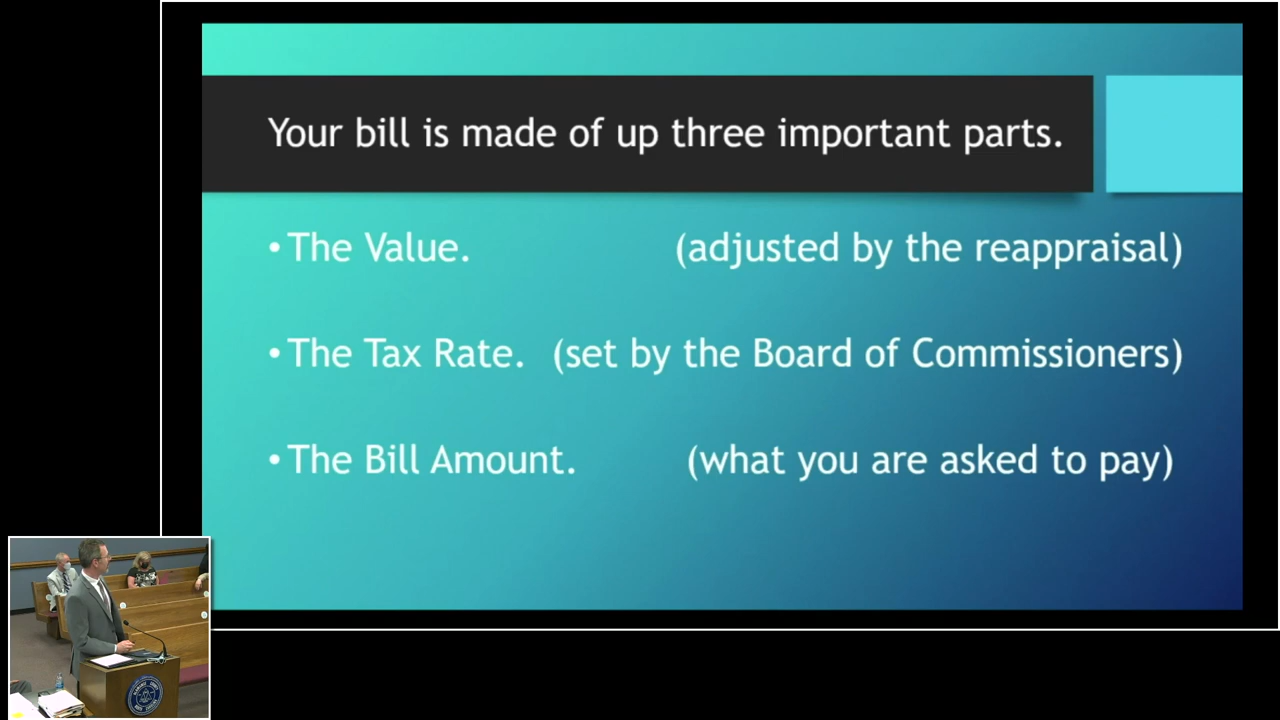 Your bill is made of up three important parts.
• The Value. (adjusted by the reappraisal)
• The Tax Rate. (set by the Board of Commissioners)
• The Bill Amount. (what you are asked to pay)